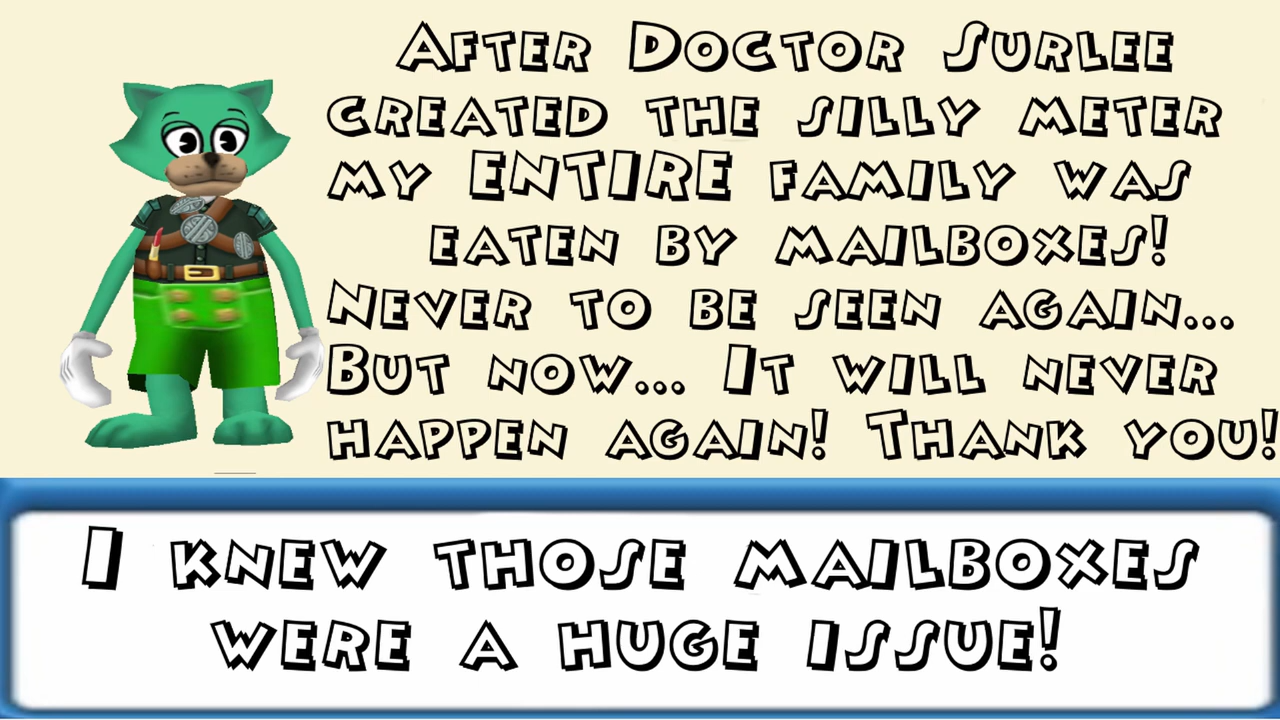 After Doctor Surlee
created the silly meter
my ENTIRE family was
eaten by mailboxes!
Never to be seen again...
But now... It will never
happen again! Thank you!
I knew those mailboxes
were a huge issue!